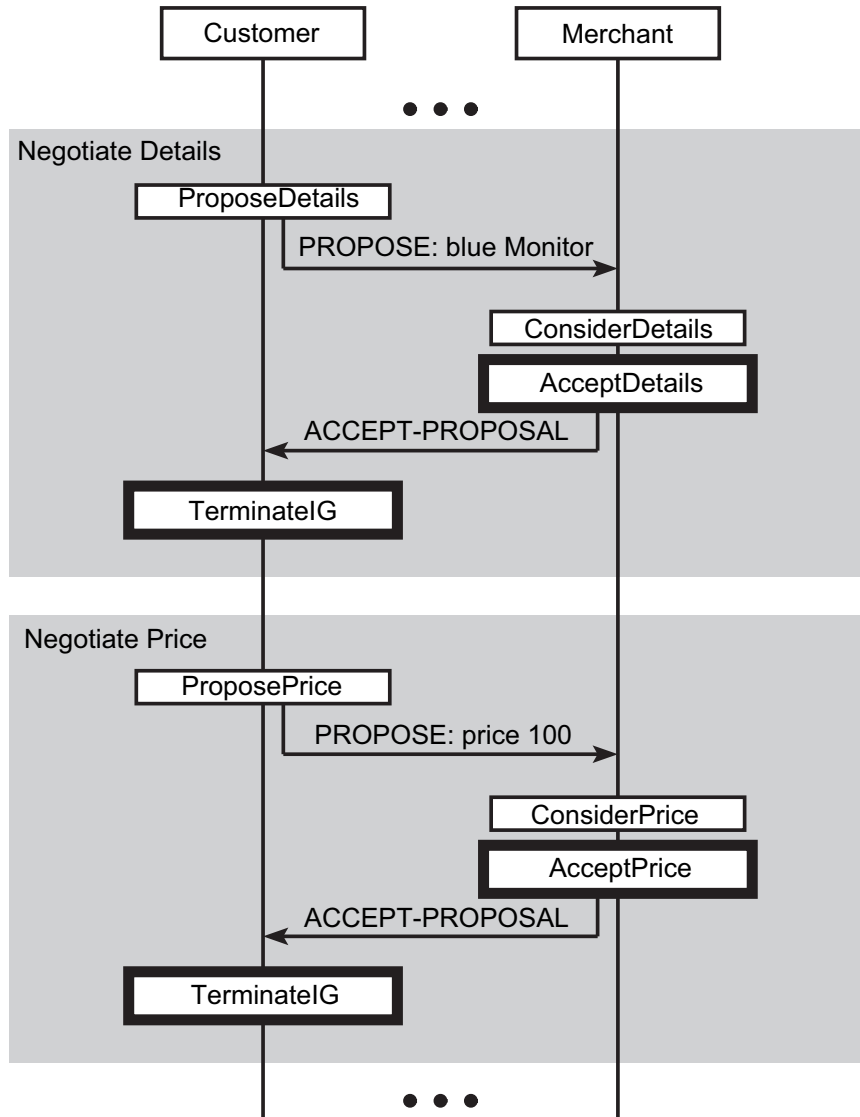 Customer
Merchant
Negotiate Details
ProposeDetails
PROPOSE: blue Monitor
ConsiderDetails
AcceptDetails
ACCEPT-PROPOSAL
TerminateIG
Negotiate Price
ProposePrice
PROPOSE: price 100
ConsiderPrice
AcceptPrice
ACCEPT-PROPOSAL
TerminateIG